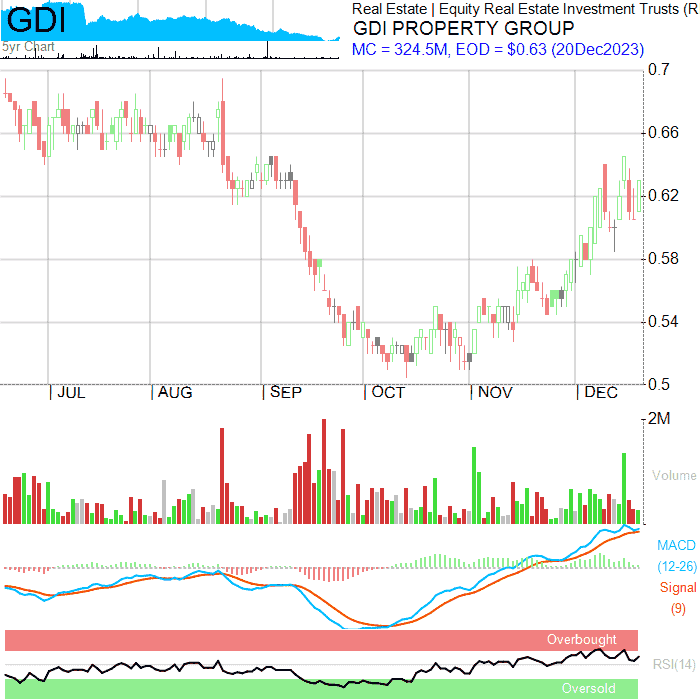 GDI
5yr Chart
Real Estate | Equity Real Estate Investment Trusts (R
GDI PROPERTY GROUP
MC = 324.5M, EOD = $0.63 (20Dec2023)
0.7
0.66
0.62
0.58
0.54
0.5
JUL AUG SEP OCT NOV DEC
2M
Volume
MACD
(12-26)
Signal
(9)
Overbought
RSI(14)
Oversold